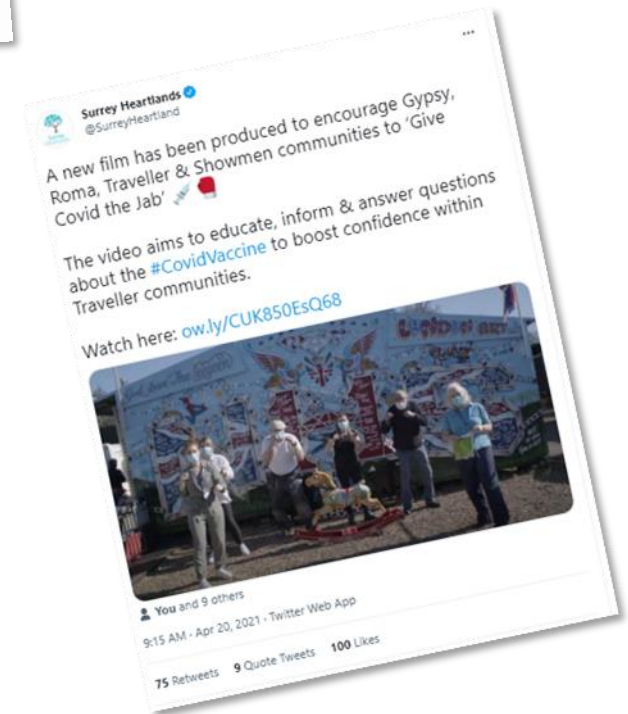 Surrey Heartlands
@SurreyHeartland
A new film has been produced to encourage Gypsy,
Roma, Traveller & Showmen communities to ‘Give
Covid the Jab’ 💉🥊
The video aims to educate, inform & answer questions
about the #CovidVaccine to boost confidence within
Traveller communities.
Watch here: ow.ly/CUK850EsQ68
You and 9 others
9:15 AM · Apr 20, 2021 · Twitter Web App
75 Retweets 9 Quote Tweets 100 Likes